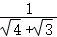 1
√4 + √3